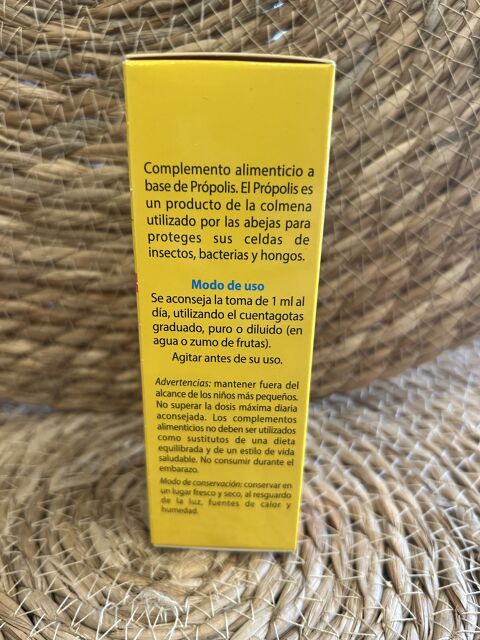 Complemento alimenticio a
base de Própolis. El Própolis es
un producto de la colmena
utilizado por las abejas para
proteges sus celdas de
insectos, bacterias y hongos.
Modo de uso
Se aconseja la toma de 1 ml al
día, utilizando el cuentagotas
graduado, puro o diluido (en
agua o zumo de frutas).
Agitar antes de su uso.
Advertencias: mantener fuera del
alcance de los niños más pequeños.
No superar la dosis máxima diaria
aconsejada. Los complementos
alimenticios no deben ser utilizados
como sustitutos de una dieta
equilibrada y de un estilo de vida
saludable. No consumir durante el
embarazo.
Modo de conservación: conservar en
un lugar fresco y seco, al resguardo
de la luz, fuentes de calor y
humedad.